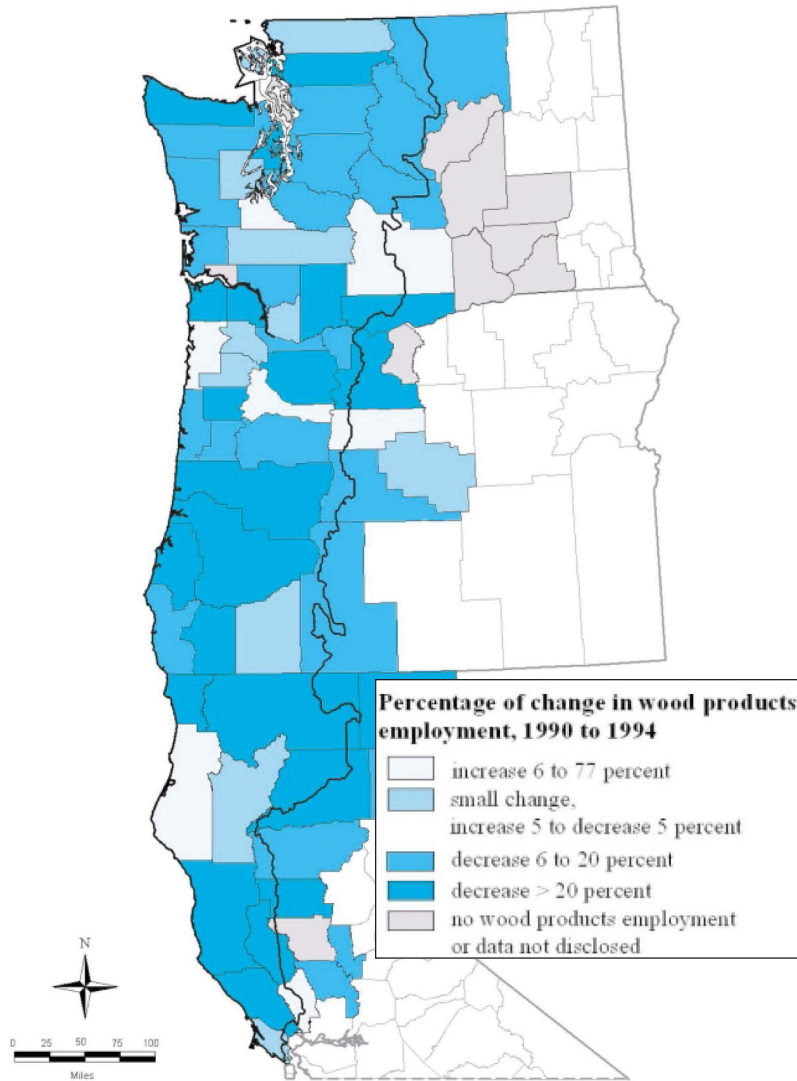 Percentage of change in wood products
employment, 1990 to 1994
increase 6 to 77 percent
small change,
increase 5 to decrease 5 percent
decrease 6 to 20 percent
decrease > 20 percent
no wood products employment
or data not disclosed
N
0 25 50 75 100
Miles